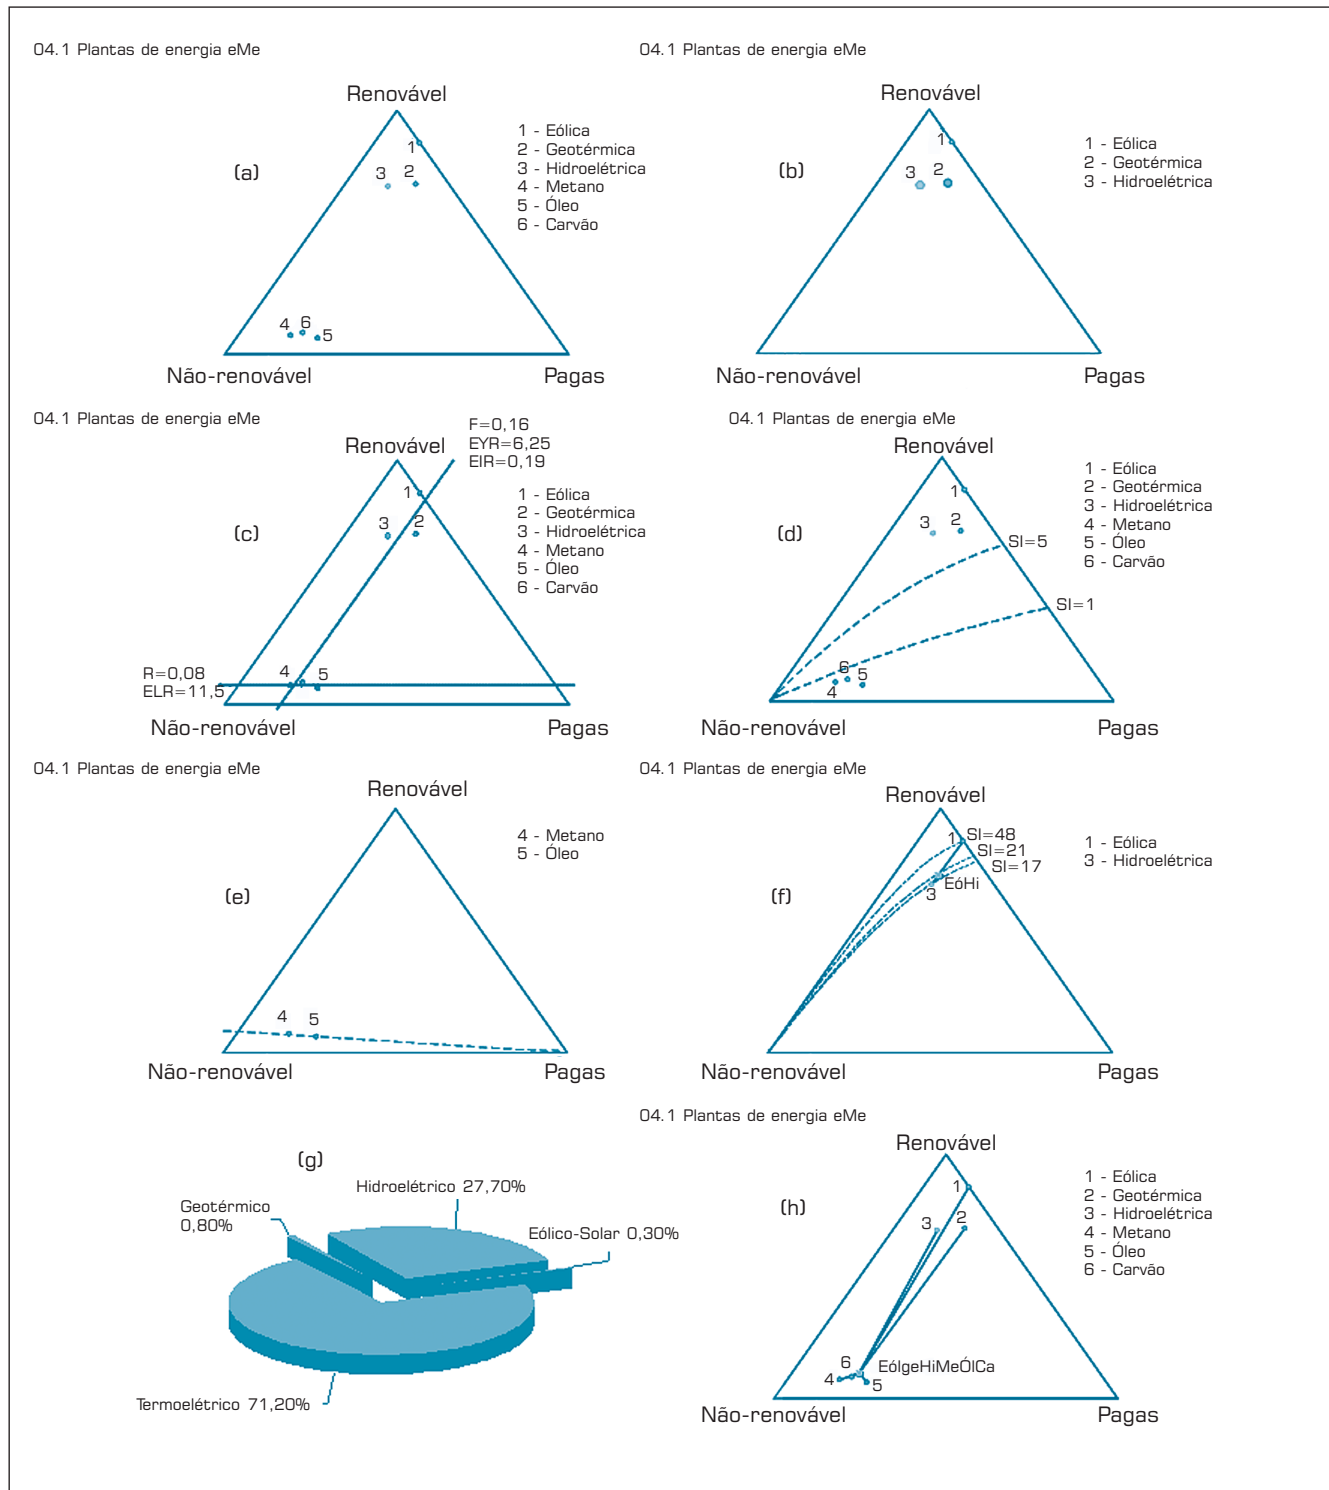 04.1 Plantas de energia eMe
Renovável
(a)
1 - Eólica
2 - Geotérmica
3 - Hidroelétrica
4 - Metano
5 - Óleo
6 - Carvão
1
3
2
4
6
5
Não-renovável
Pagas
04.1 Plantas de energia eMe
Renovável
(b)
1 - Eólica
2 - Geotérmica
3 - Hidroelétrica
1
3
2
Não-renovável
Pagas
04.1 Plantas de energia eMe
F=0,16
EYR=6,25
EIR=0,19
Renovável
(c)
1 - Eólica
2 - Geotérmica
3 - Hidroelétrica
4 - Metano
5 - Óleo
6 - Carvão
1
3
2
R=0,08
ELR=11,5
4
5
Não-renovável
Pagas
04.1 Plantas de energia eMe
Renovável
(d)
1 - Eólica
2 - Geotérmica
3 - Hidroelétrica
4 - Metano
5 - Óleo
6 - Carvão
1
3
2
SI=5
SI=1
6
5
4
Não-renovável
Pagas
04.1 Plantas de energia eMe
Renovável
(e)
4 - Metano
5 - Óleo
4
5
Não-renovável
Pagas
04.1 Plantas de energia eMe
Renovável
(f)
1 - Eólica
3 - Hidroelétrica
1
SI=48
SI=21
SI=17
EóHi
3
Não-renovável
Pagas
(g)
Hidroelétrico 27,70%
Geotérmico
0,80%
Eólico-Solar 0,30%
Termoelétrico 71,20%
04.1 Plantas de energia eMe
Renovável
(h)
1 - Eólica
2 - Geotérmica
3 - Hidroelétrica
4 - Metano
5 - Óleo
6 - Carvão
1
3
2
6
EólgeHiMeÓlCa
4
5
Não-renovável
Pagas